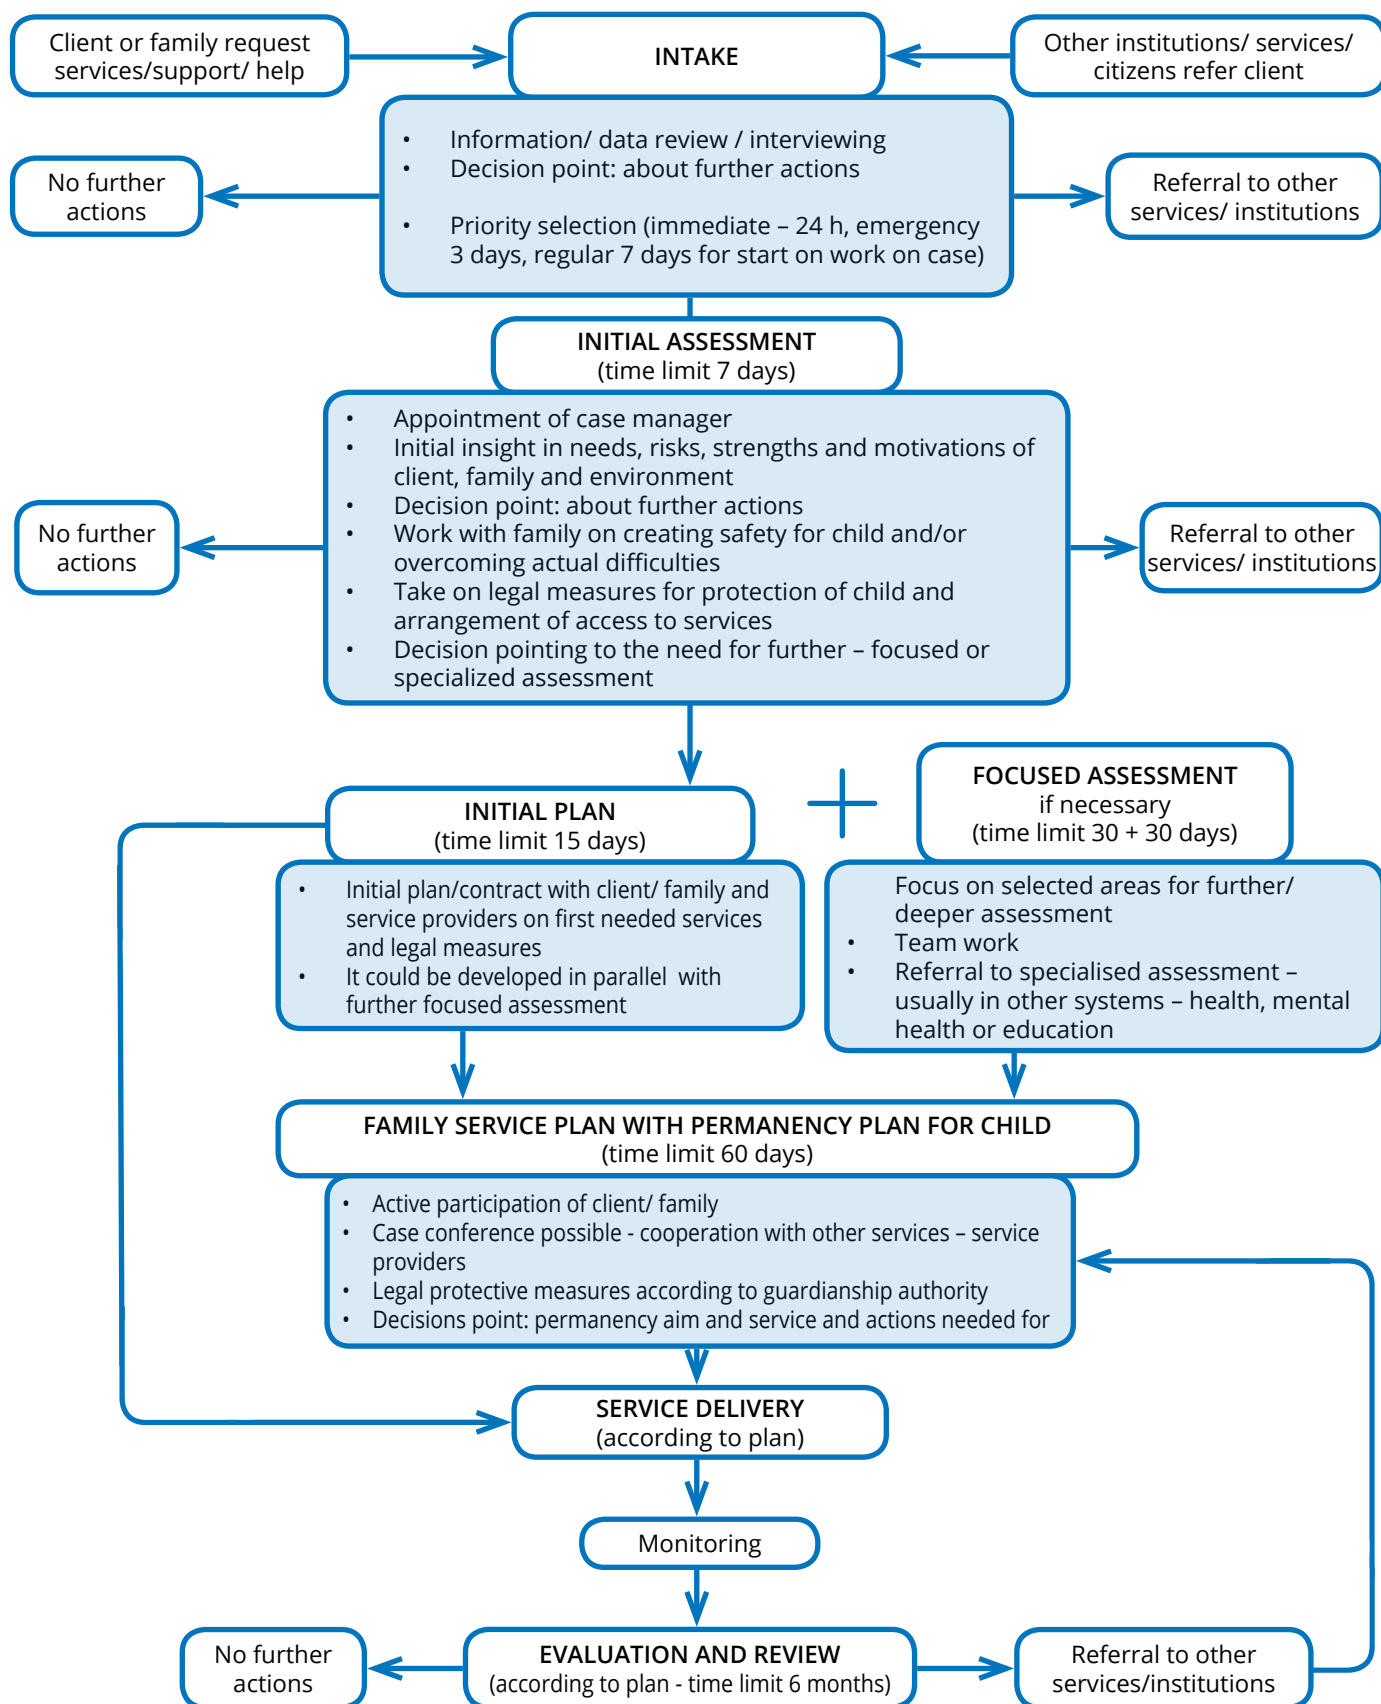 Client or family request
services/support/ help
INTAKE
Other institutions/ services/
citizens refer client
• Information/ data review / interviewing
• Decision point: about further actions
• Priority selection (immediate – 24 h, emergency
3 days, regular 7 days for start on work on case)
No further
actions
Referral to other
services/ institutions
INITIAL ASSESSMENT
(time limit 7 days)
• Appointment of case manager
• Initial insight in needs, risks, strengths and motivations of
client, family and environment
• Decision point: about further actions
• Work with family on creating safety for child and/or
overcoming actual difficulties
• Take on legal measures for protection of child and
arrangement of access to services
• Decision pointing to the need for further – focused or
specialized assessment
No further
actions
Referral to other
services/ institutions
INITIAL PLAN
(time limit 15 days)
• Initial plan/contract with client/ family and
service providers on first needed services
and legal measures
• It could be developed in parallel with
further focused assessment
FOCUSED ASSESSMENT
if necessary
(time limit 30 + 30 days)
Focus on selected areas for further/
deeper assessment
• Team work
• Referral to specialised assessment –
usually in other systems – health, mental
health or education
FAMILY SERVICE PLAN WITH PERMANENCY PLAN FOR CHILD
(time limit 60 days)
• Active participation of client/ family
• Case conference possible - cooperation with other services – service
providers
• Legal protective measures according to guardianship authority
• Decisions point: permanency aim and service and actions needed for
SERVICE DELIVERY
(according to plan)
Monitoring
No further
actions
EVALUATION AND REVIEW
(according to plan - time limit 6 months)
Referral to other
services/institutions